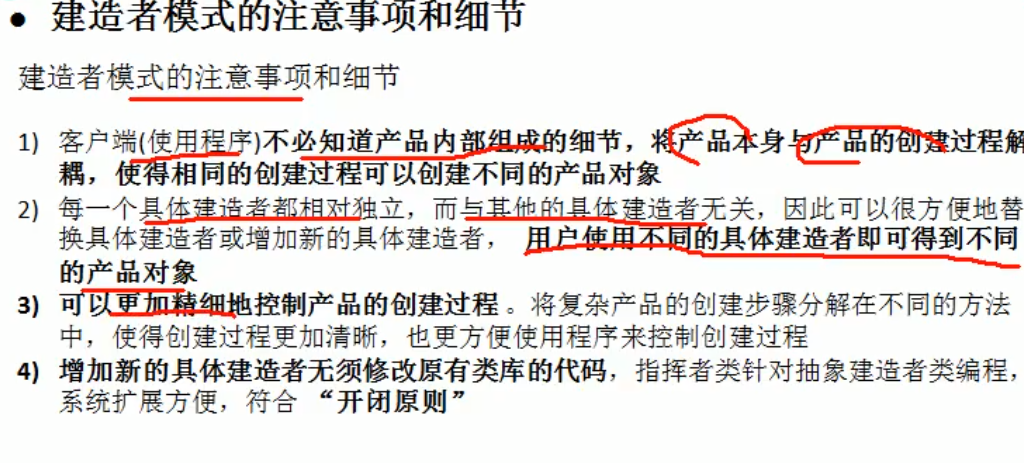 ● 建造者模式的注意事项和细节
建造者模式的注意事项和细节
1) 客户端(使用程序)不必知道产品内部组成的细节，将产品本身与产品的创建过程解
耦，使得相同的创建过程可以创建不同的产品对象
2) 每一个具体建造者都相对独立，而与其他的具体建造者无关，因此可以很方便地替
换具体建造者或增加新的具体建造者， 用户使用不同的具体建造者即可得到不同
的产品对象
3) 可以更加精细地控制产品的创建过程 。将复杂产品的创建步骤分解在不同的方法
中，使得创建过程更加清晰，也更方便使用程序来控制创建过程
4) 增加新的具体建造者无须修改原有类库的代码，指挥者类针对抽象建造者类编程，
系统扩展方便，符合 “开闭原则”